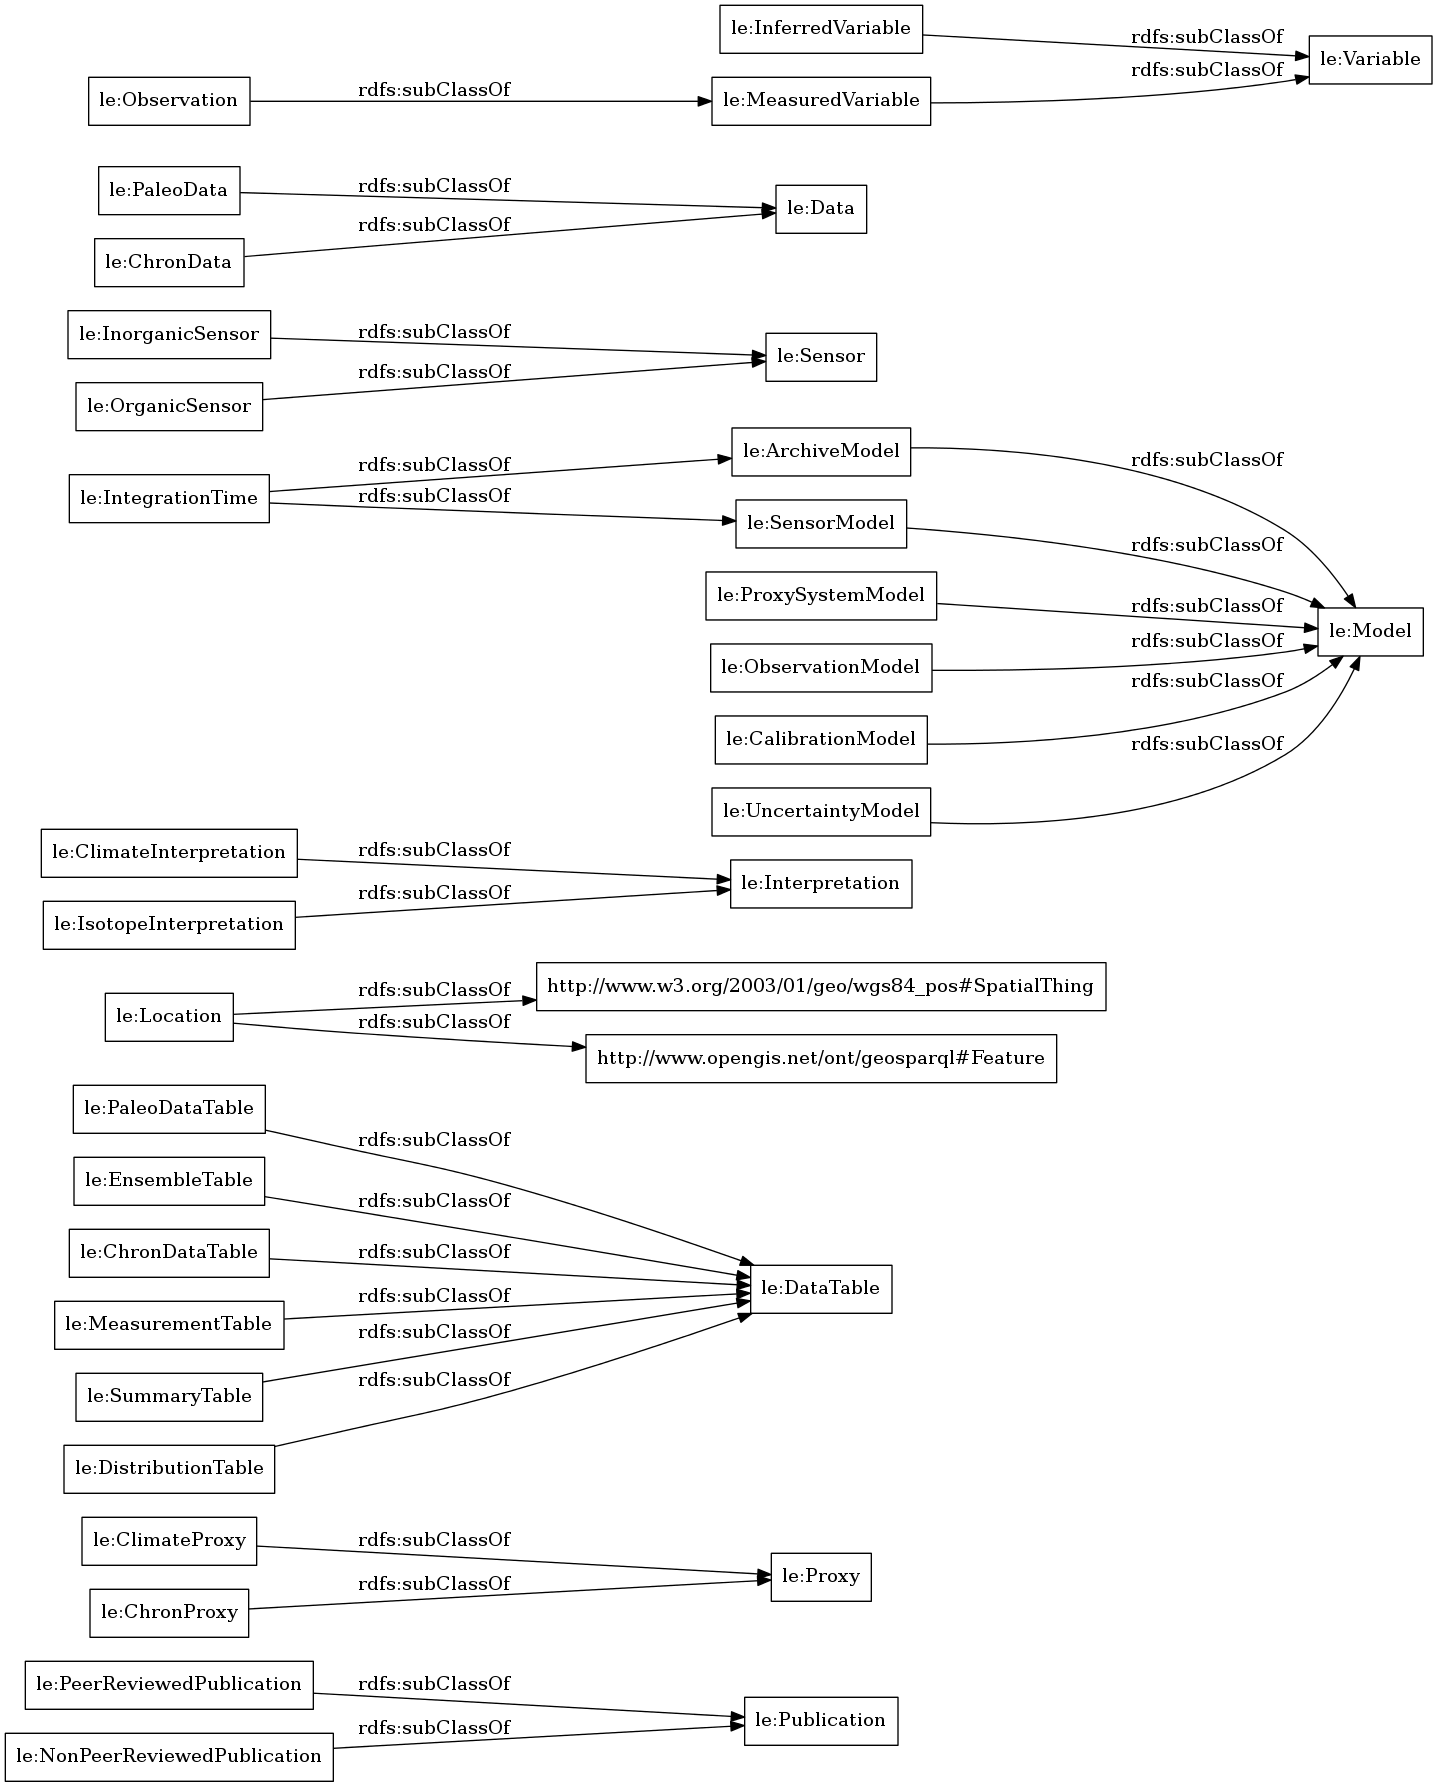 le:InferredVariable
rdfs:subClassOf
le:Variable
rdfs:subClassOf
le:Observation
rdfs:subClassOf
le:MeasuredVariable
le:PaleoData
rdfs:subClassOf
le:Data
rdfs:subClassOf
le:ChronData
le:InorganicSensor
rdfs:subClassOf
le:Sensor
rdfs:subClassOf
le:OrganicSensor
le:ArchiveModel
rdfs:subClassOf
rdfs:subClassOf
le:IntegrationTime
rdfs:subClassOf
le:SensorModel
rdfs:subClassOf
le:ProxySystemModel
rdfs:subClassOf
le:Model
rdfs:subClassOf
le:ObservationModel
rdfs:subClassOf
le:CalibrationModel
rdfs:subClassOf
le:UncertaintyModel
le:ClimateInterpretation
rdfs:subClassOf
le:Interpretation
rdfs:subClassOf
le:IsotopeInterpretation
rdfs:subClassOf
http://www.w3.org/2003/01/geo/wgs84_pos#SpatialThing
le:Location
rdfs:subClassOf
http://www.opengis.net/ont/geosparql#Feature
le:PaleoDataTable
rdfs:subClassOf
le:EnsembleTable
rdfs:subClassOf
le:ChronDataTable
rdfs:subClassOf
le:DataTable
rdfs:subClassOf
le:MeasurementTable
rdfs:subClassOf
le:SummaryTable
rdfs:subClassOf
le:DistributionTable
le:ClimateProxy
rdfs:subClassOf
le:Proxy
rdfs:subClassOf
le:ChronProxy
le:PeerReviewedPublication
rdfs:subClassOf
le:Publication
rdfs:subClassOf
le:NonPeerReviewedPublication